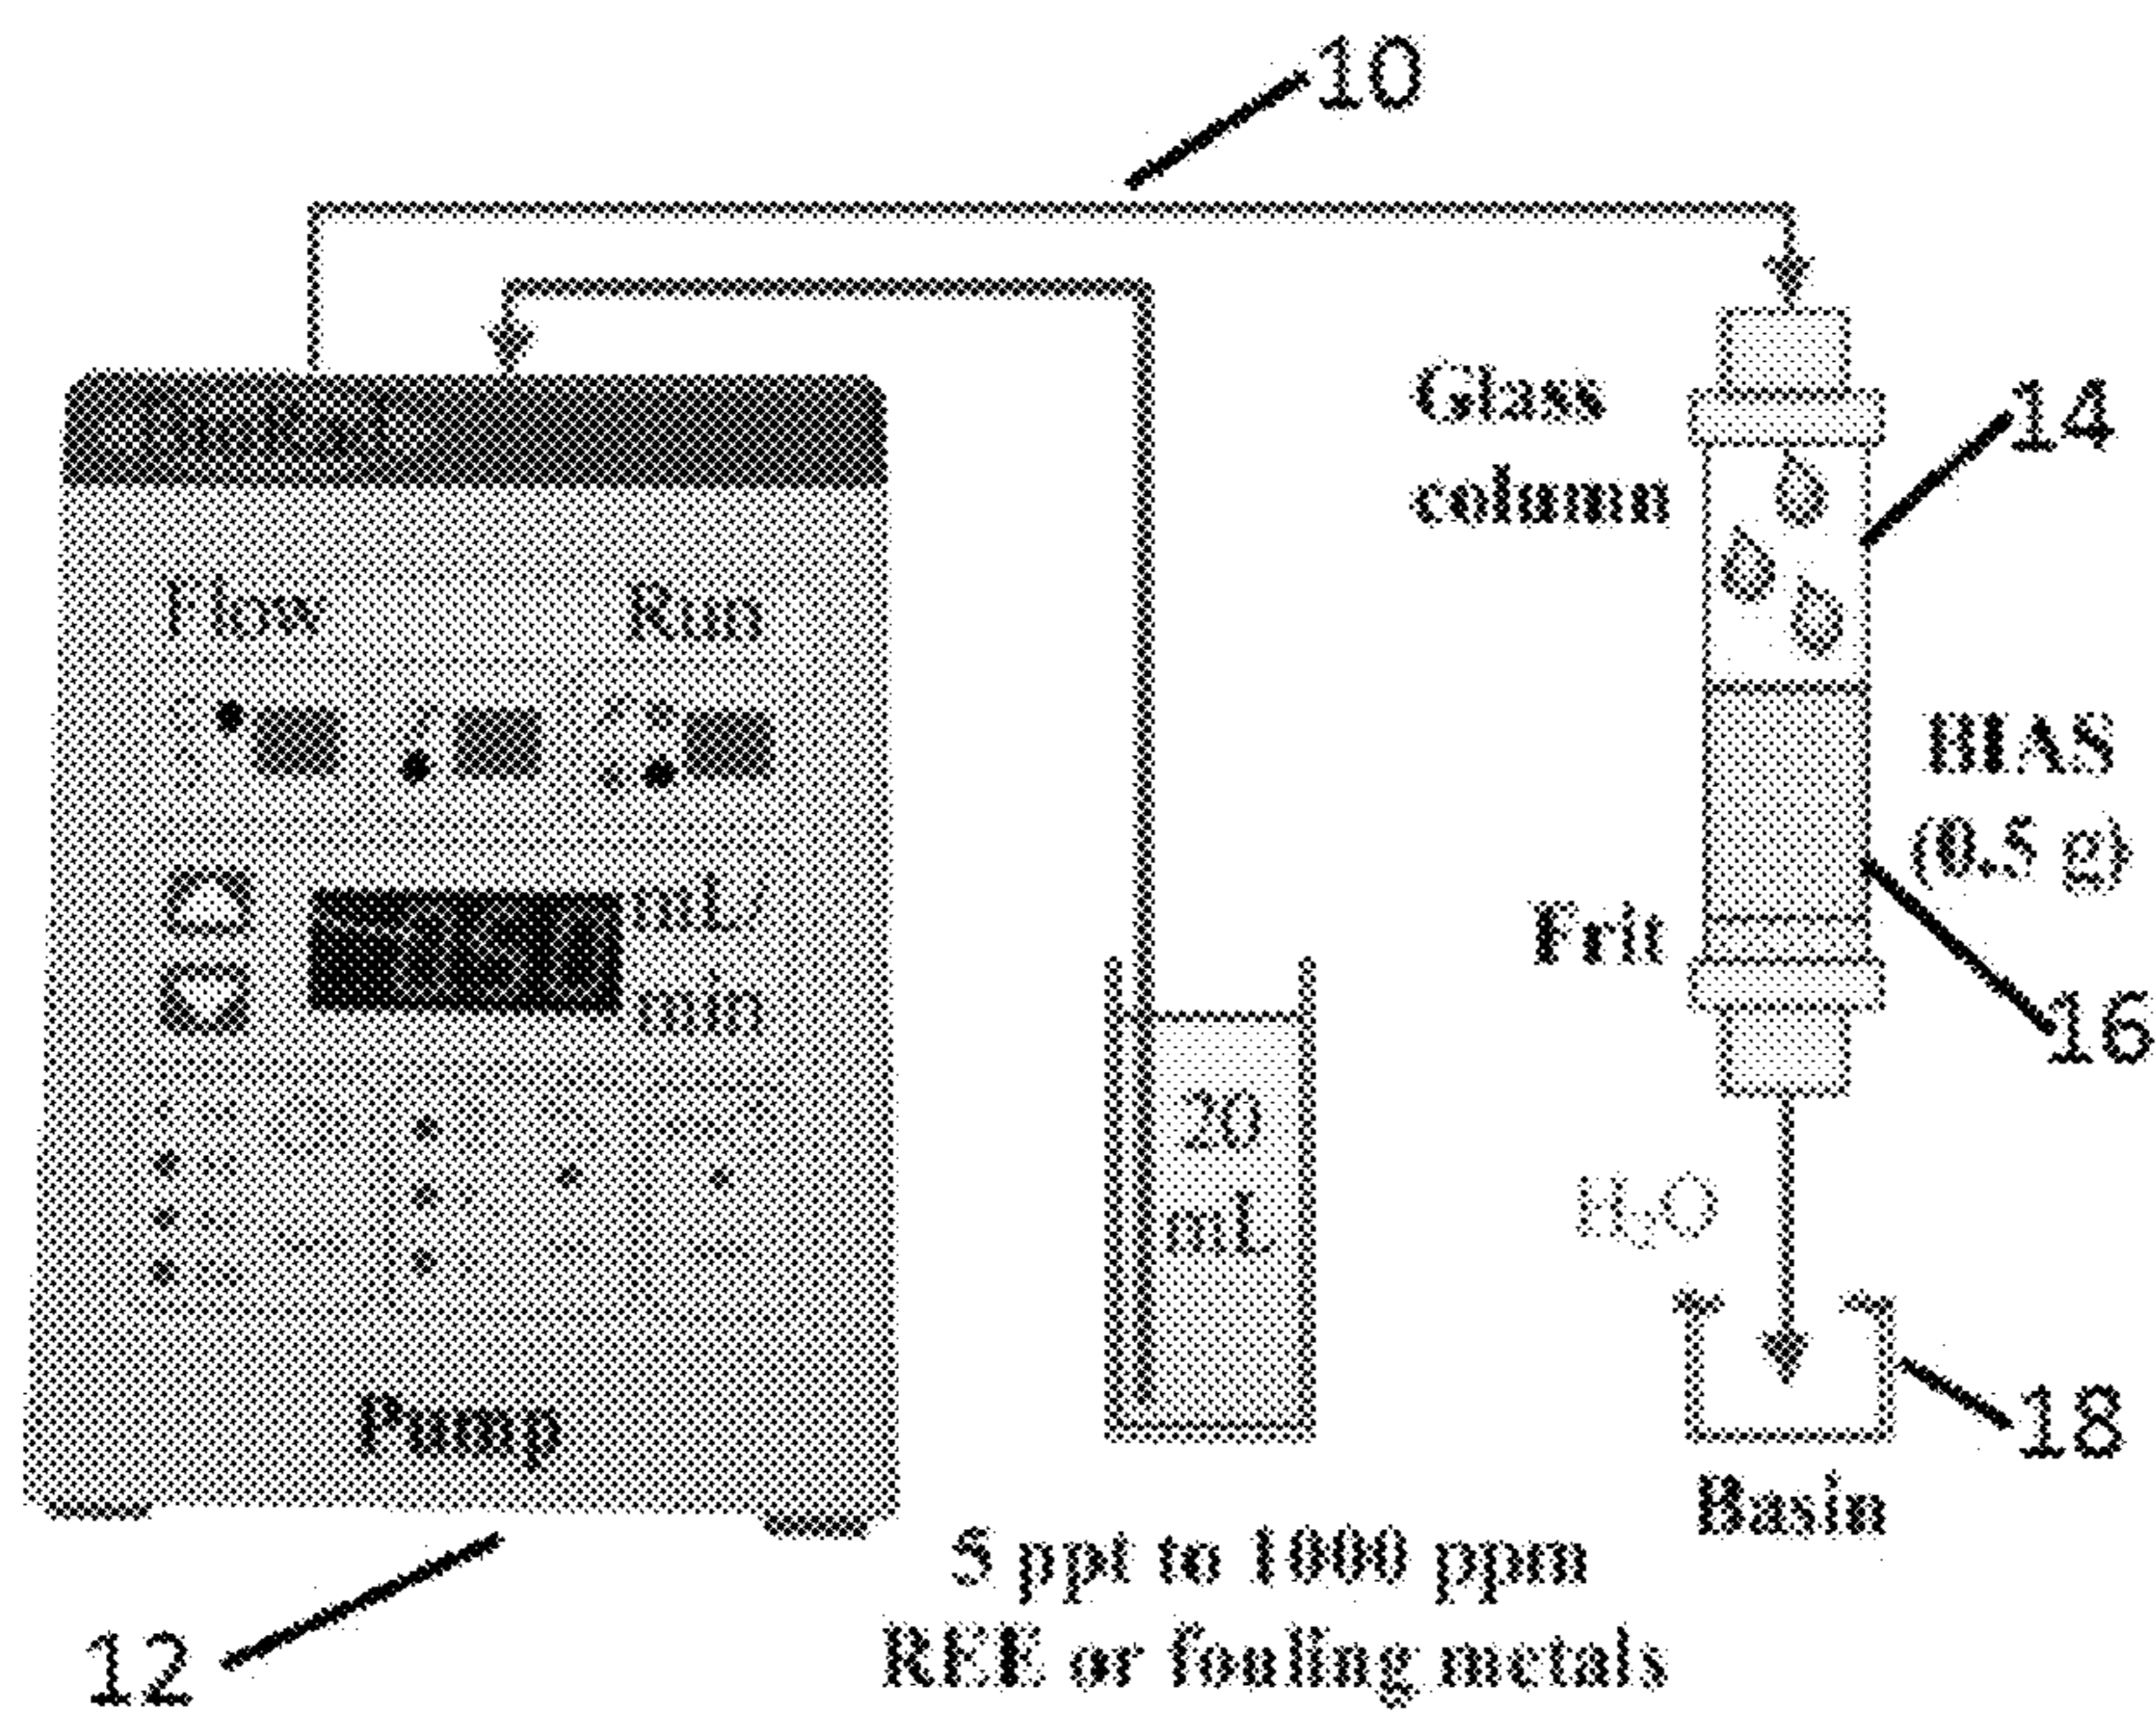 10
Glass
column
14
Flow
Run
BIAS
(0.5 g)
mL/
min
Frit
16
20
mL
H₂O
18
Pump
Basin
5 ppt to 1000 ppm
REE or fouling metals
12